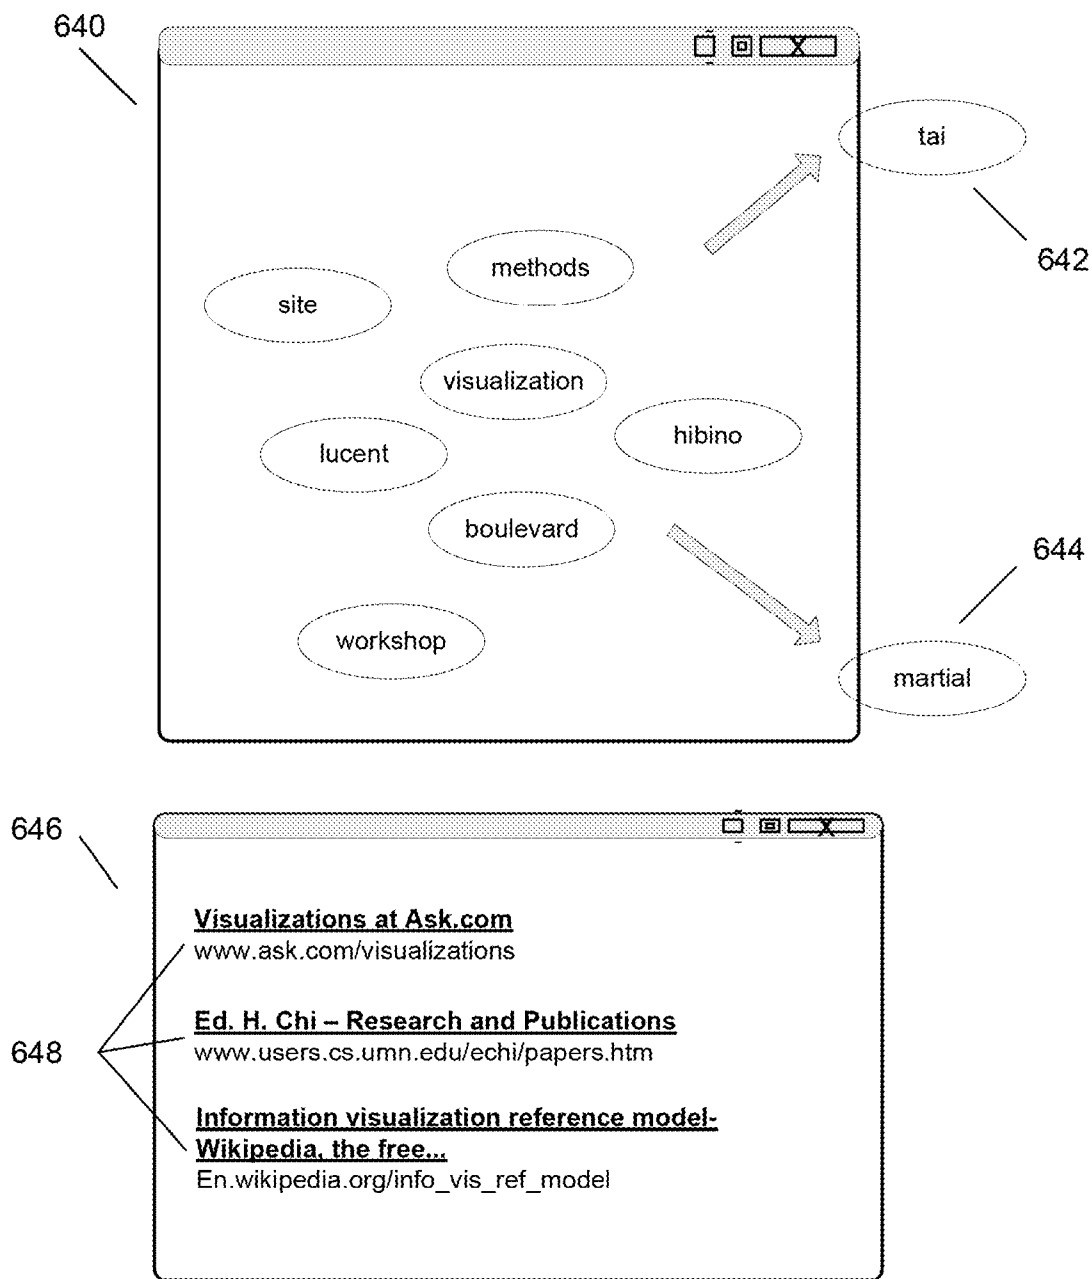 640
tai
642
methods
site
visualization
hibino
lucent
boulevard
644
workshop
martial
646
Visualizations at Ask.com
www.ask.com/visualizations
Ed. H. Chi – Research and Publications
www.users.cs.umn.edu/echi/papers.htm
648
Information visualization reference model-
Wikipedia, the free...
En.wikipedia.org/info_vis_ref_model